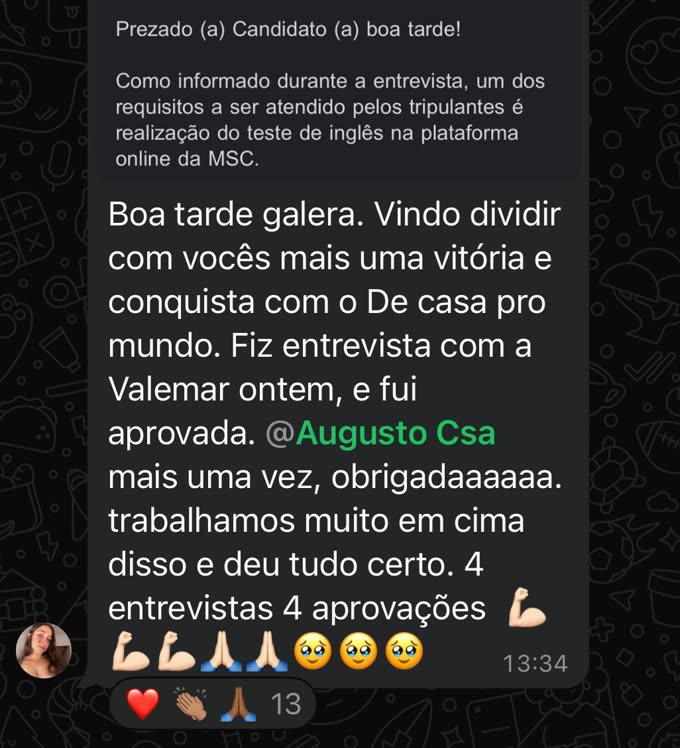 Prezado (a) Candidato (a) boa tarde!
Como informado durante a entrevista, um dos
requisitos a ser atendido pelos tripulantes é
realização do teste de inglês na plataforma
online da MSC.
Boa tarde galera. Vindo dividir
com vocês mais uma vitória e
conquista com o De casa pro
mundo. Fiz entrevista com a
Valemar ontem, e fui
aprovada. @Augusto Csa
mais uma vez, obrigadaaaaaa.
trabalhamos muito em cima
disso e deu tudo certo. 4
entrevistas 4 aprovações 💪🏼
💪🏼💪🏼🙏🏻🙏🏻🥹🥹🥹 13:34
❤️👏🏽🙏🏾 13